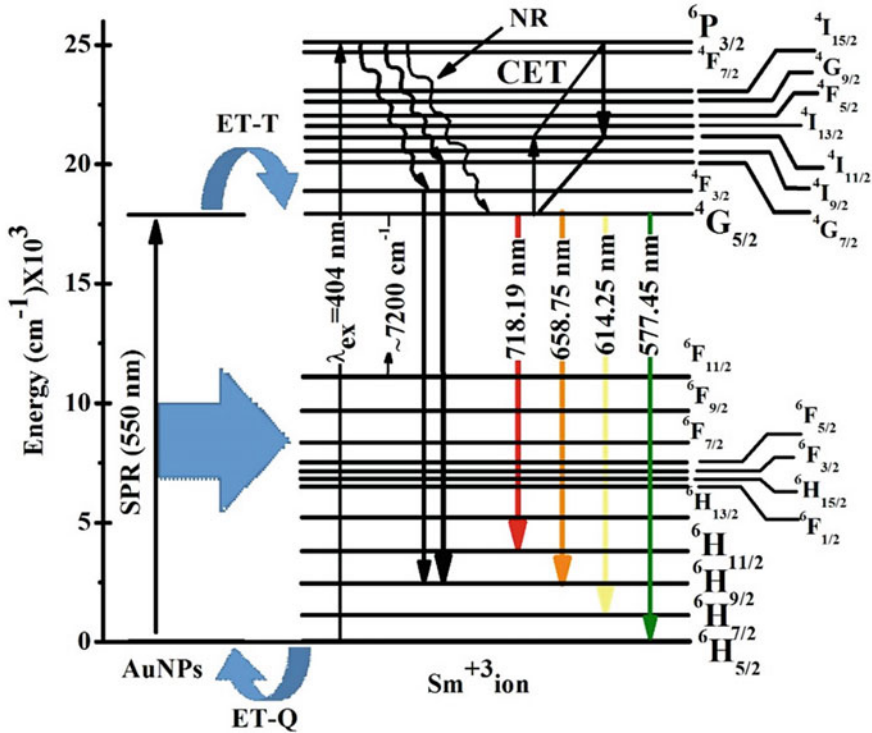 Energy (cm⁻¹)X10³
25
20
15
10
5
0
NR
CET
ET-T
SPR (550 nm)
λex=404 nm
~7200 cm⁻¹
718.19 nm
658.75 nm
614.25 nm
577.45 nm
⁶P3/2
⁴F7/2
⁴I15/2
⁴G9/2
⁴F5/2
⁴I13/2
⁴I11/2
⁴I9/2
⁴G7/2
⁴F3/2
⁴G5/2
⁶F11/2
⁶F9/2
⁶F7/2
⁶F5/2
⁶F3/2
⁶H15/2
⁶F1/2
⁶H13/2
⁶H11/2
⁶H9/2
⁶H7/2
⁶H5/2
AuNPs
Sm⁺³ion
ET-Q